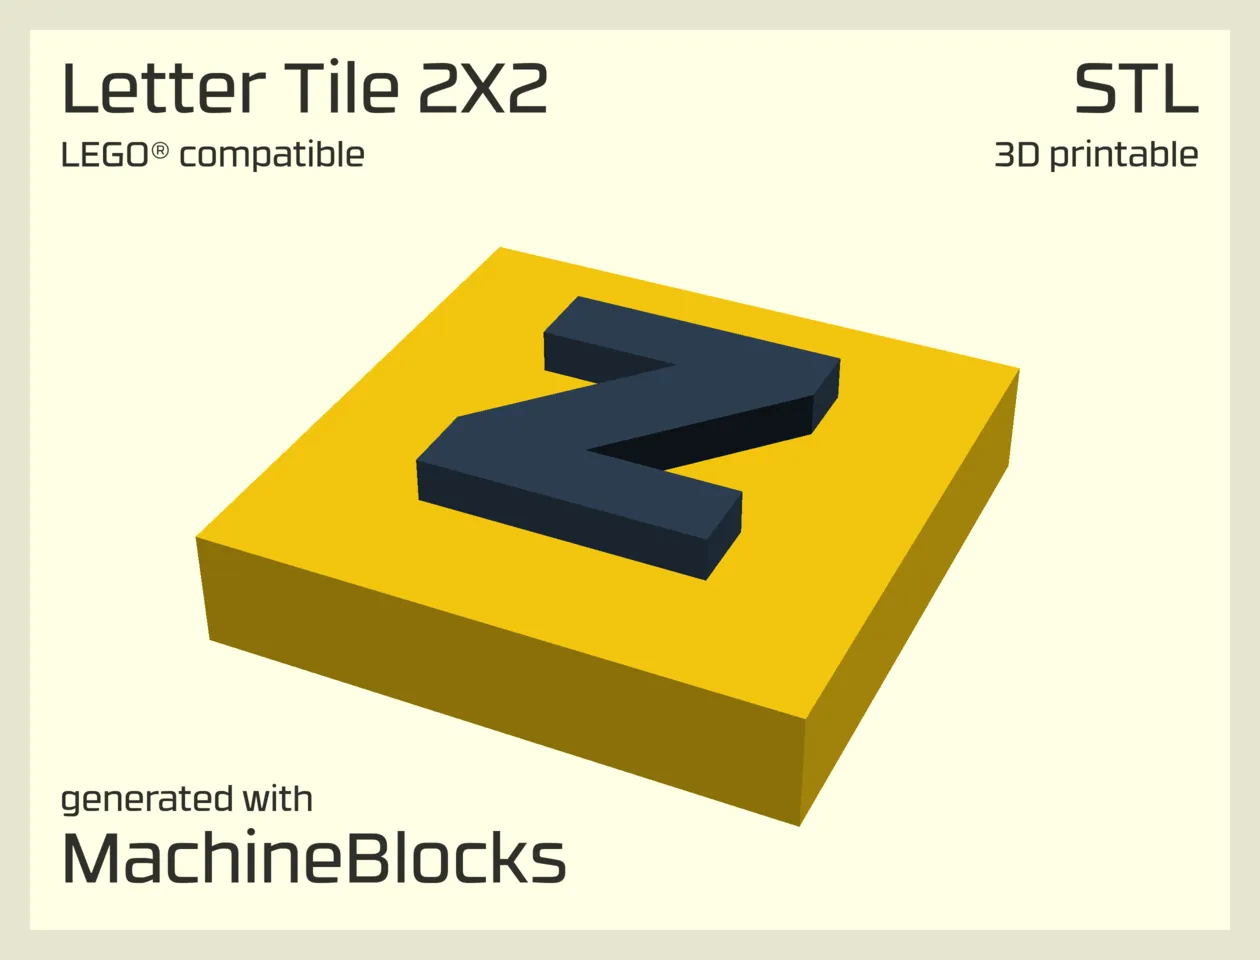 Letter Tile 2X2
LEGO® compatible
STL
3D printable
Z
generated with
MachineBlocks